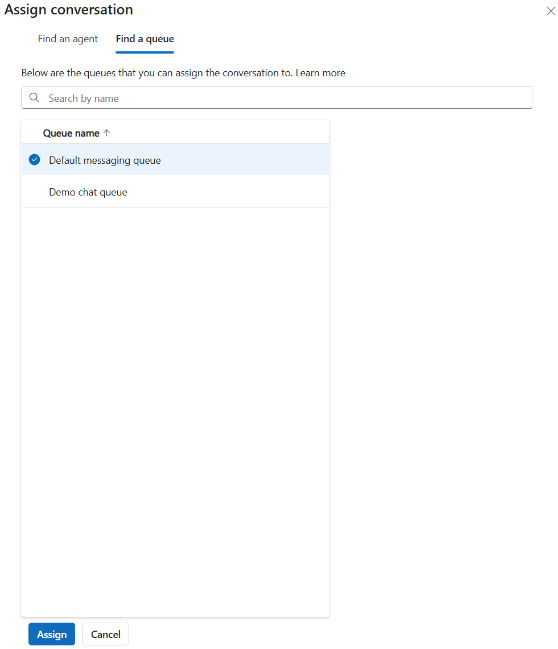 Assign conversation
Find an agent
Find a queue
Below are the queues that you can assign the conversation to. Learn more
Search by name
Queue name ↑
Default messaging queue
Demo chat queue
Assign
Cancel